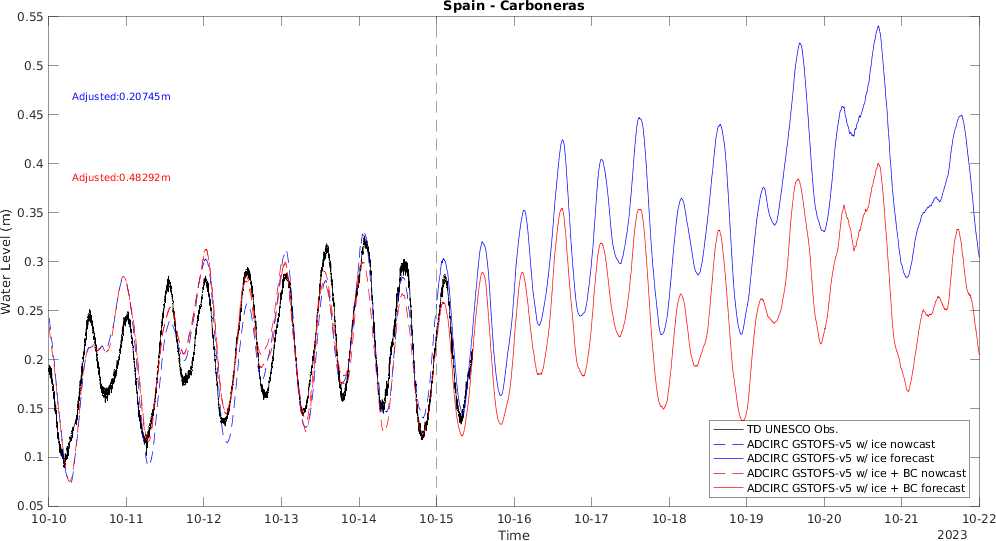 Spain - Carboneras
0.55
0.5
0.45
0.4
0.35
0.3
0.25
0.2
0.15
0.1
0.05
Water Level (m)
Adjusted:0.20745m
Adjusted:0.48292m
TD UNESCO Obs.
ADCIRC GSTOFS-v5 w/ ice nowcast
ADCIRC GSTOFS-v5 w/ ice forecast
ADCIRC GSTOFS-v5 w/ ice + BC nowcast
ADCIRC GSTOFS-v5 w/ ice + BC forecast
10-10 10-11 10-12 10-13 10-14 10-15 10-16 10-17 10-18 10-19 10-20 10-21 10-22
Time
2023